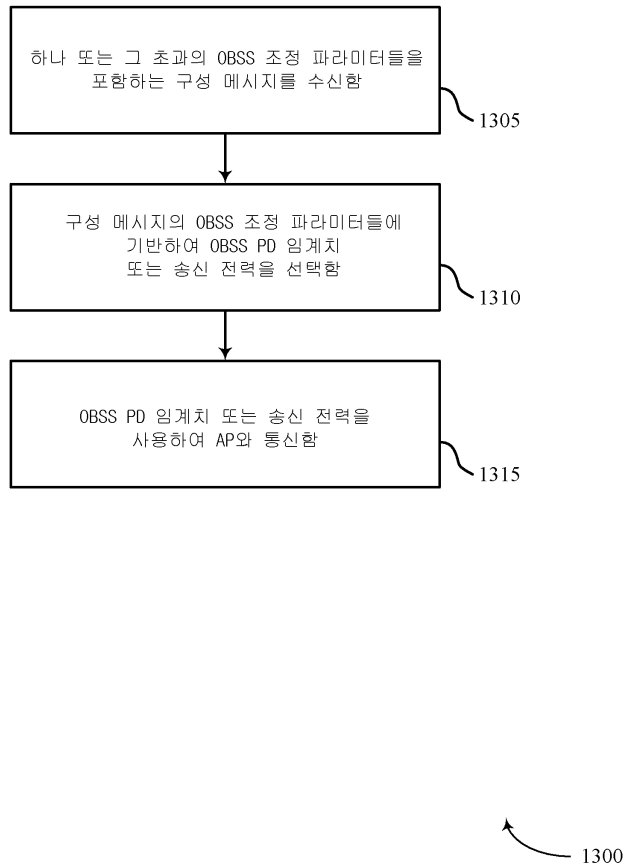 하나 또는 그 초과의 OBSS 조정 파라미터들을
포함하는 구성 메시지를 수신함
1305
구성 메시지의 OBSS 조정 파라미터들에
기반하여 OBSS PD 임계치
또는 송신 전력을 선택함
1310
OBSS PD 임계치 또는 송신 전력을
사용하여 AP와 통신함
1315
1300